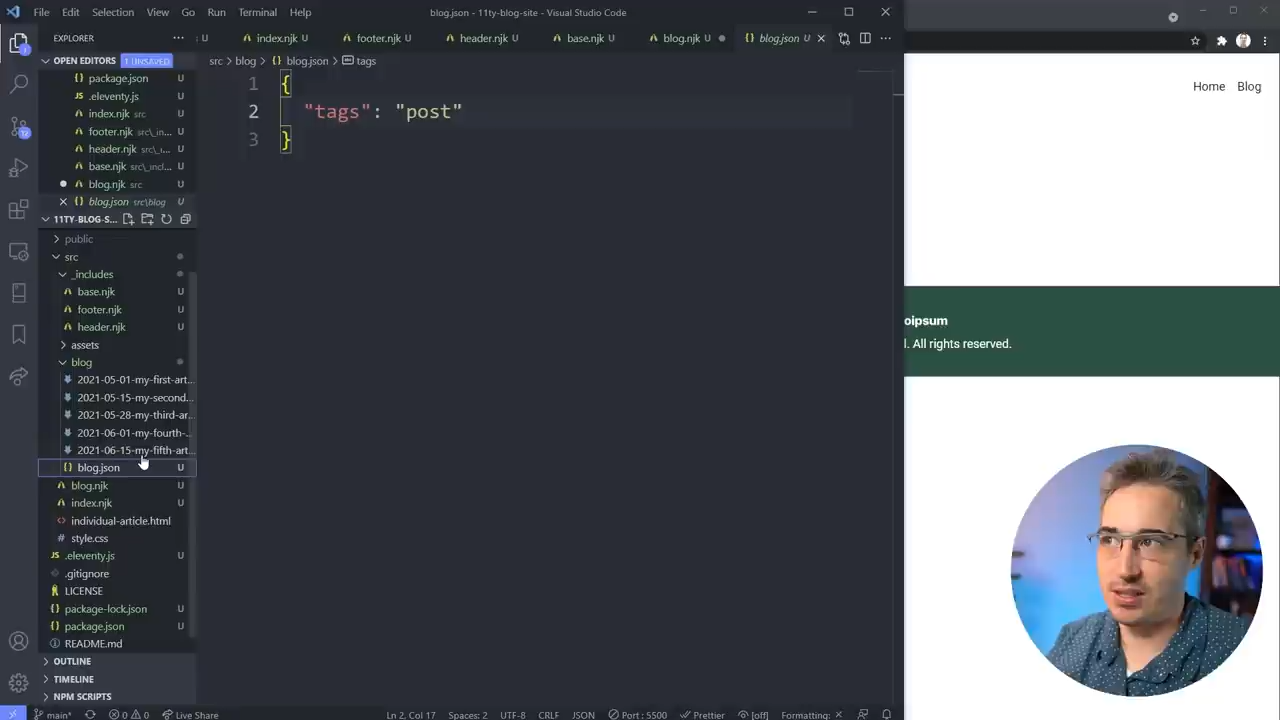 File Edit Selection View Go Run Terminal Help
blog.json - 11ty-blog-site - Visual Studio Code
EXPLORER
U
index.njk U
footer.njk U
header.njk U
base.njk U
blog.njk U
blog.json U
OPEN EDITORS 1 UNSAVED
src > blog > blog.json > tags
package.json U
.eleventy.js U
index.njk src U
footer.njk src\_in... U
header.njk src\_i... U
base.njk src\_incl... U
blog.njk src U
blog.json src\blog U
1 {
2 "tags": "post"
3 }
11TY-BLOG-S...
public
src
_includes
base.njk U
footer.njk U
header.njk U
assets
blog
2021-05-01-my-first-art...
2021-05-15-my-second...
2021-05-28-my-third-ar...
2021-06-01-my-fourth-...
2021-06-15-my-fifth-art...
blog.json U
blog.njk U
index.njk U
individual-article.html
style.css
.eleventy.js U
.gitignore
LICENSE
package-lock.json U
package.json U
README.md
OUTLINE
TIMELINE
NPM SCRIPTS
main* 0 0 Live Share
Ln 2, Col 17 Spaces: 2 UTF-8 CRLF JSON Port : 5500 Prettier [off] Formatting: ×
Home Blog
oipsum
l. All rights reserved.